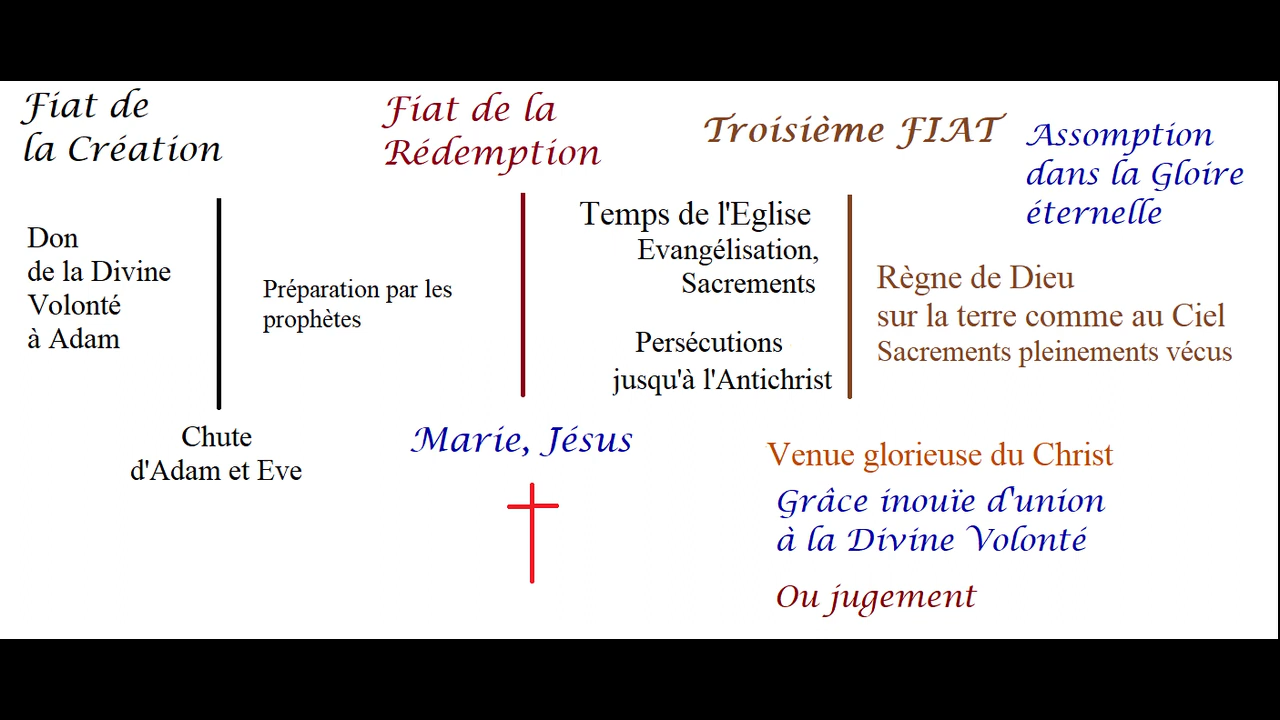 Fiat de
la Création
Don
de la Divine
Volonté
à Adam
Chute
d'Adam et Eve
Préparation par les
prophètes
Fiat de la
Rédemption
Marie, Jésus
Temps de l'Eglise
Evangélisation,
Sacrements
Persécutions
jusqu'à l'Antichrist
Troisième FIAT
Règne de Dieu
sur la terre comme au Ciel
Sacrements pleinements vécus
Venue glorieuse du Christ
Grâce inouïe d'union
à la Divine Volonté
Ou jugement
Assomption
dans la Gloire
éternelle